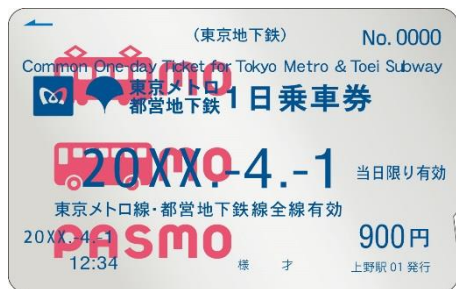 (東京地下鉄) No. 0000
Common One-day Ticket for Tokyo Metro & Toei Subway
東京メトロ
都営地下鉄 1日乗車券
20XX.-4.-1 当日限り有効
東京メトロ線・都営地下鉄線全線有効
20XX.-4.-1 900円
12:34 様 才 上野駅 01 発行
mo
mo
PASMO